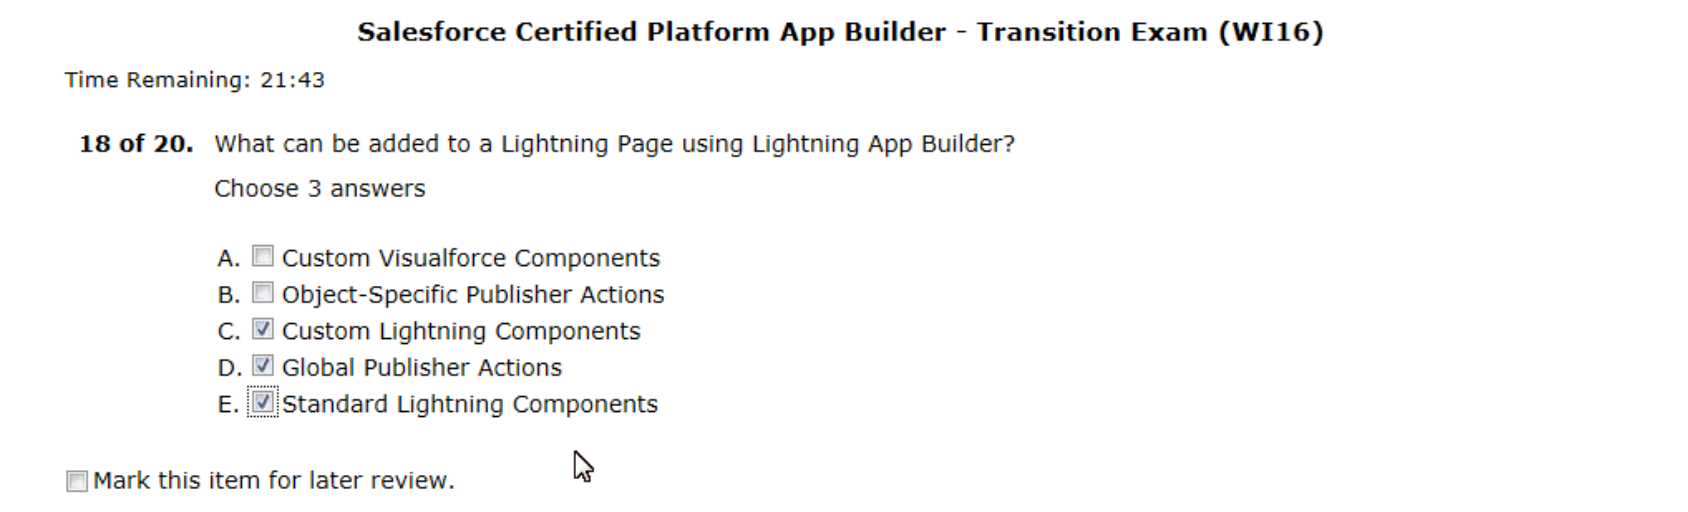 Salesforce Certified Platform App Builder - Transition Exam (WI16)
Time Remaining: 21:43
18 of 20. What can be added to a Lightning Page using Lightning App Builder?
Choose 3 answers
A. Custom Visualforce Components
B. Object-Specific Publisher Actions
C. Custom Lightning Components
D. Global Publisher Actions
E. Standard Lightning Components
Mark this item for later review.